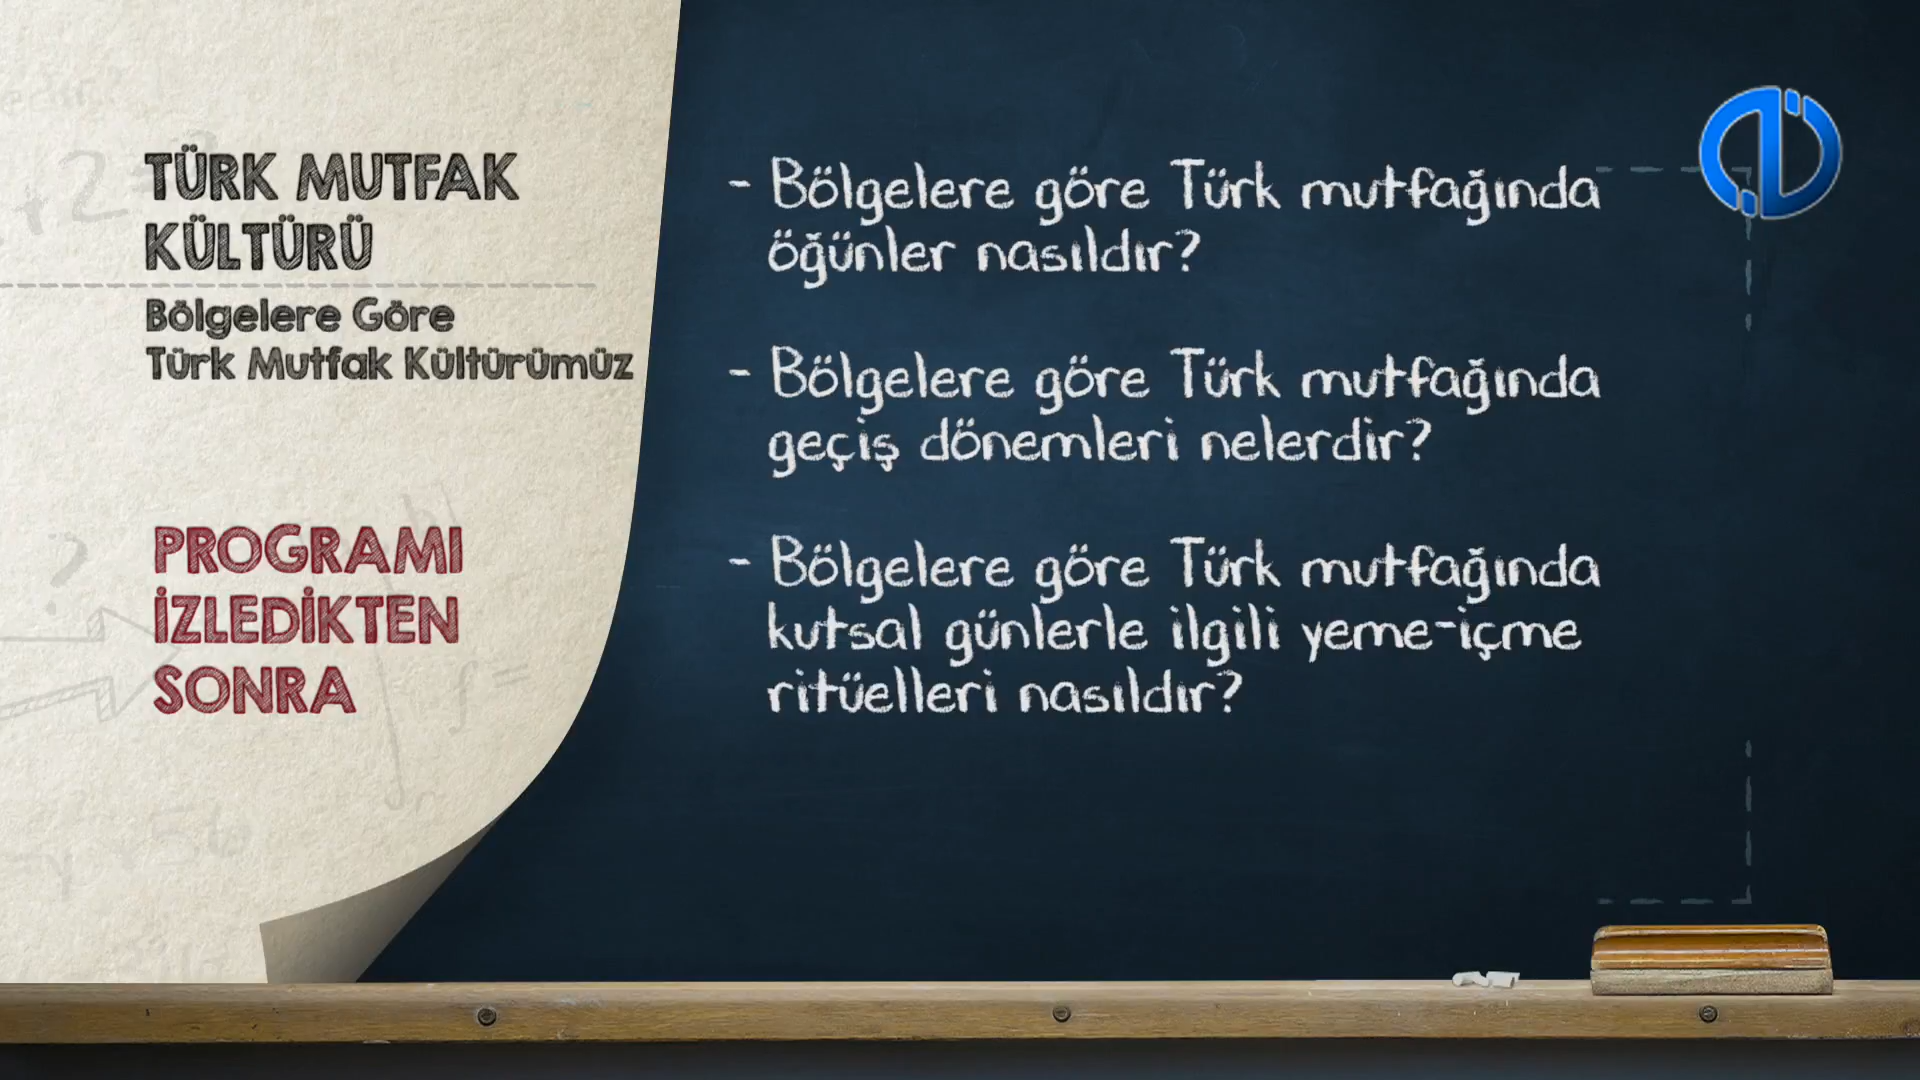 TÜRK MUTFAK
KÜLTÜRÜ
Bölgelere Göre
Türk Mutfak Kültürümüz
PROGRAMI
İZLEDİKTEN
SONRA
- Bölgelere göre Türk mutfağında
öğünler nasıldır?
- Bölgelere göre Türk mutfağında
geçiş dönemleri nelerdir?
- Bölgelere göre Türk mutfağında
kutsal günlerle ilgili yeme-içme
ritüelleri nasıldır?